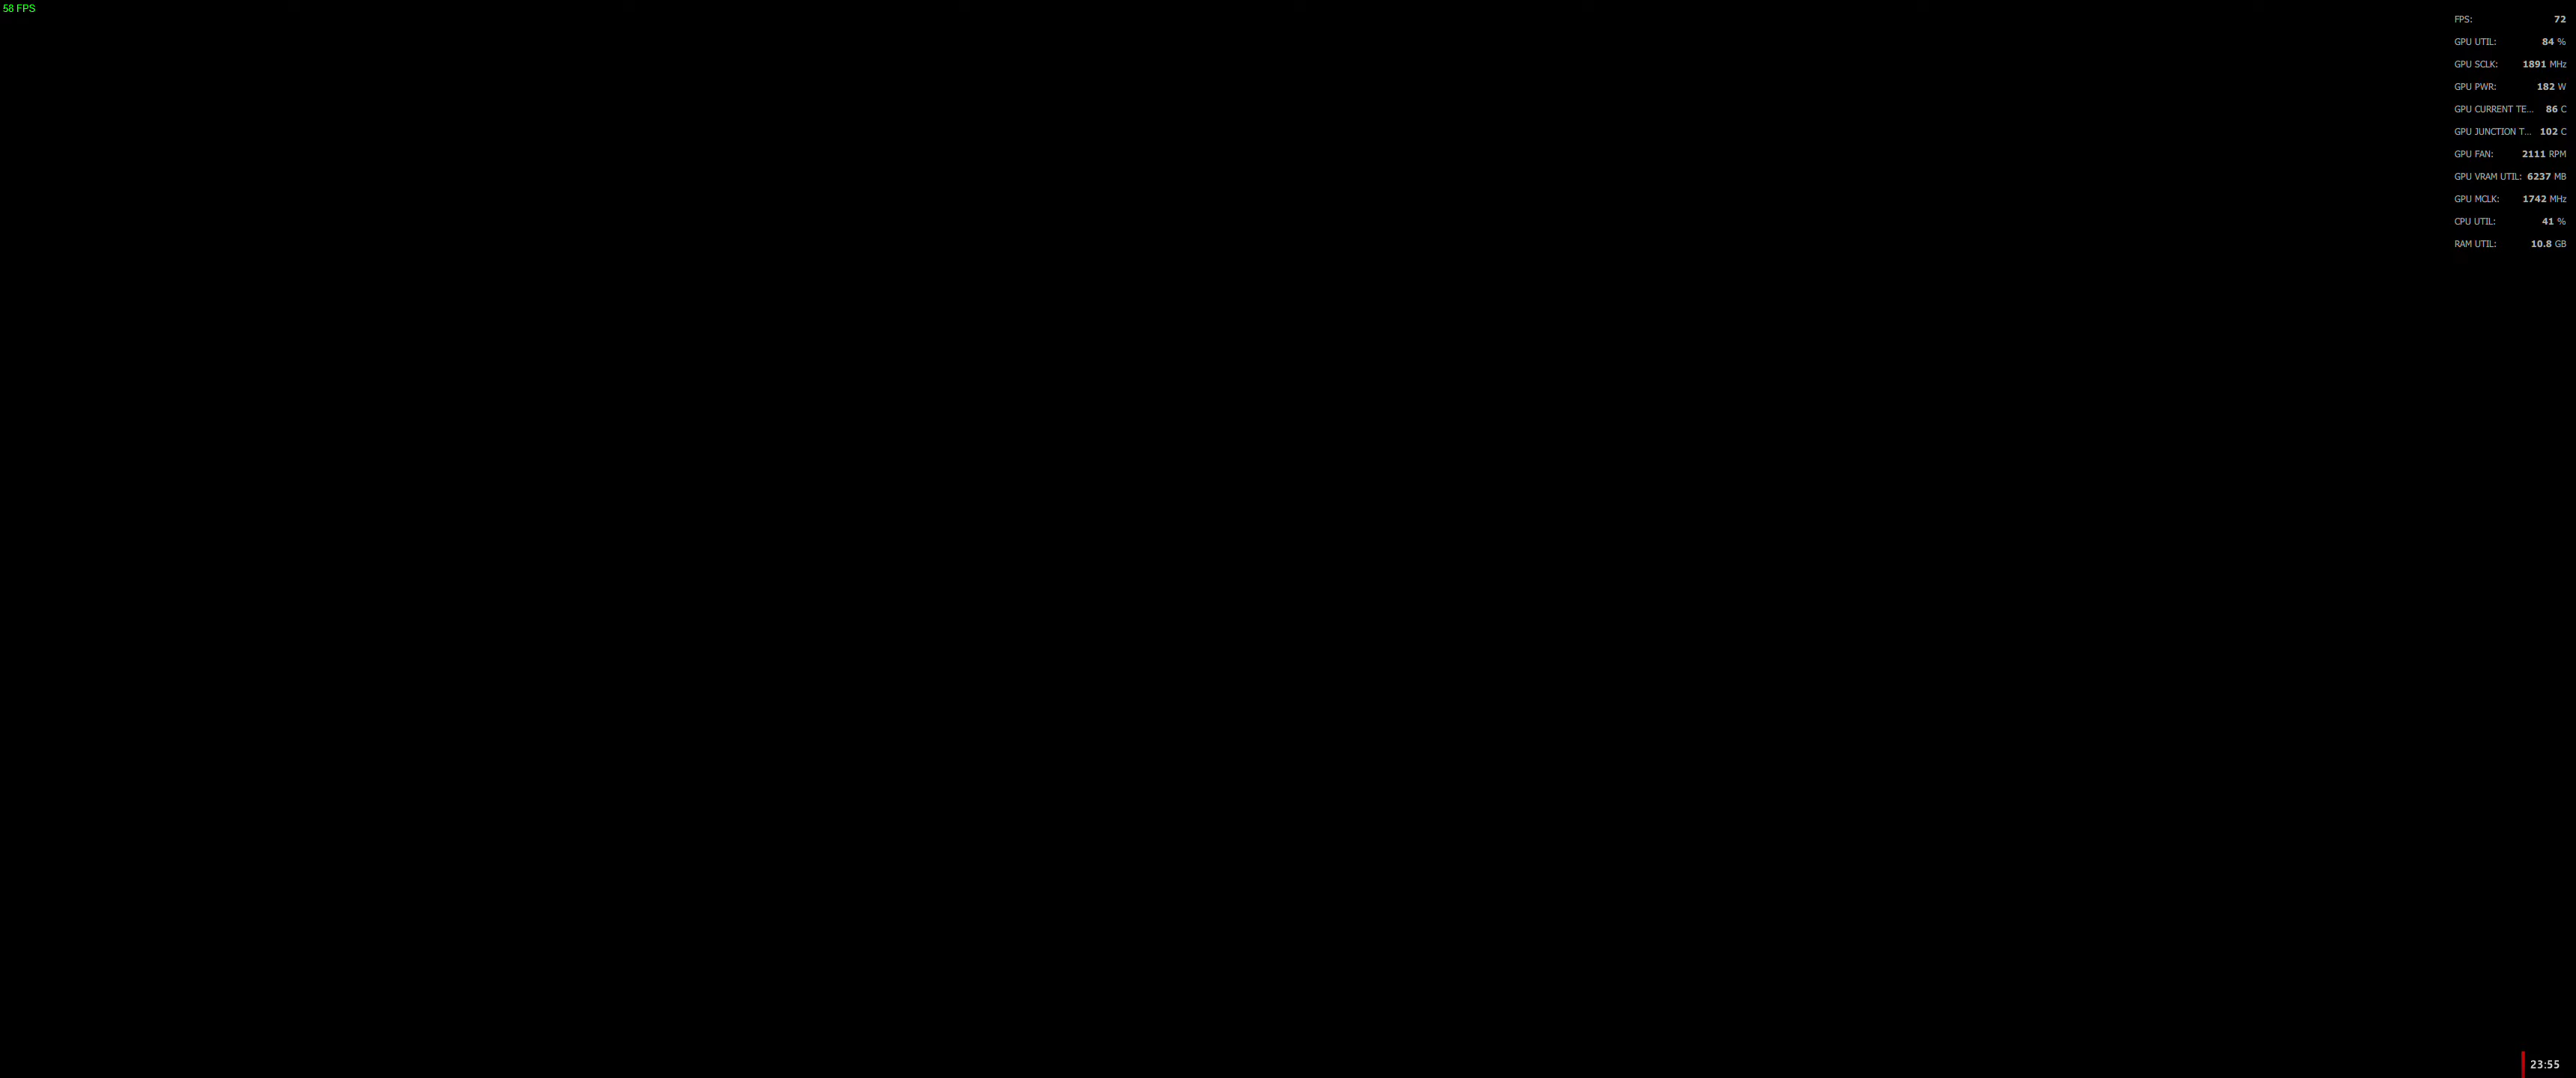 58 FPS
FPS: 72
GPU UTIL: 84 %
GPU SCLK: 1891 MHz
GPU PWR: 182 W
GPU CURRENT TE... 86 C
GPU JUNCTION T... 102 C
GPU FAN: 2111 RPM
GPU VRAM UTIL: 6237 MB
GPU MCLK: 1742 MHz
CPU UTIL: 41 %
RAM UTIL: 10.8 GB
23:55